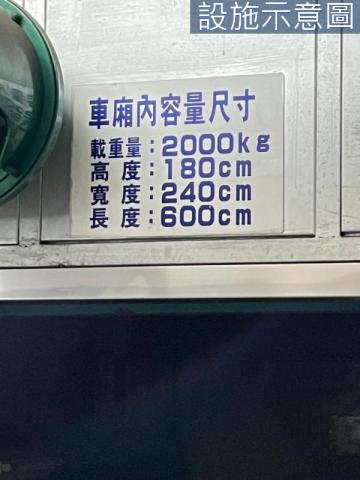 設施示意圖
車廂內容量尺寸
載重量：2000kg
高度：180cm
寬度：240cm
長度：600cm